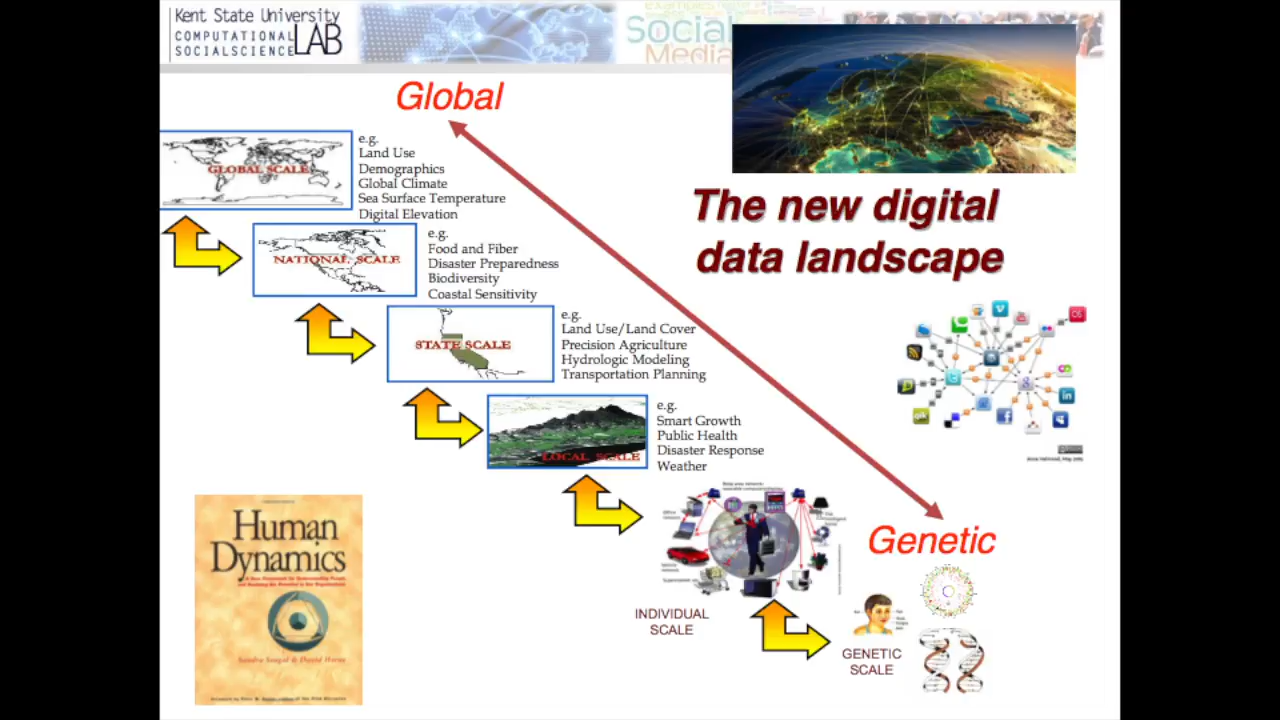 Kent State University
COMPUTATIONAL
SOCIALSCIENCE LAB
Social
Media
Global
e.g.
Land Use
Demographics
Global Climate
Sea Surface Temperature
Digital Elevation
GLOBAL SCALE
The new digital
data landscape
e.g.
Food and Fiber
Disaster Preparedness
Biodiversity
Coastal Sensitivity
NATIONAL SCALE
e.g.
Land Use/Land Cover
Precision Agriculture
Hydrologic Modeling
Transportation Planning
STATE SCALE
e.g.
Smart Growth
Public Health
Disaster Response
Weather
LOCAL SCALE
Genetic
INDIVIDUAL
SCALE
GENETIC
SCALE
Human
Dynamics